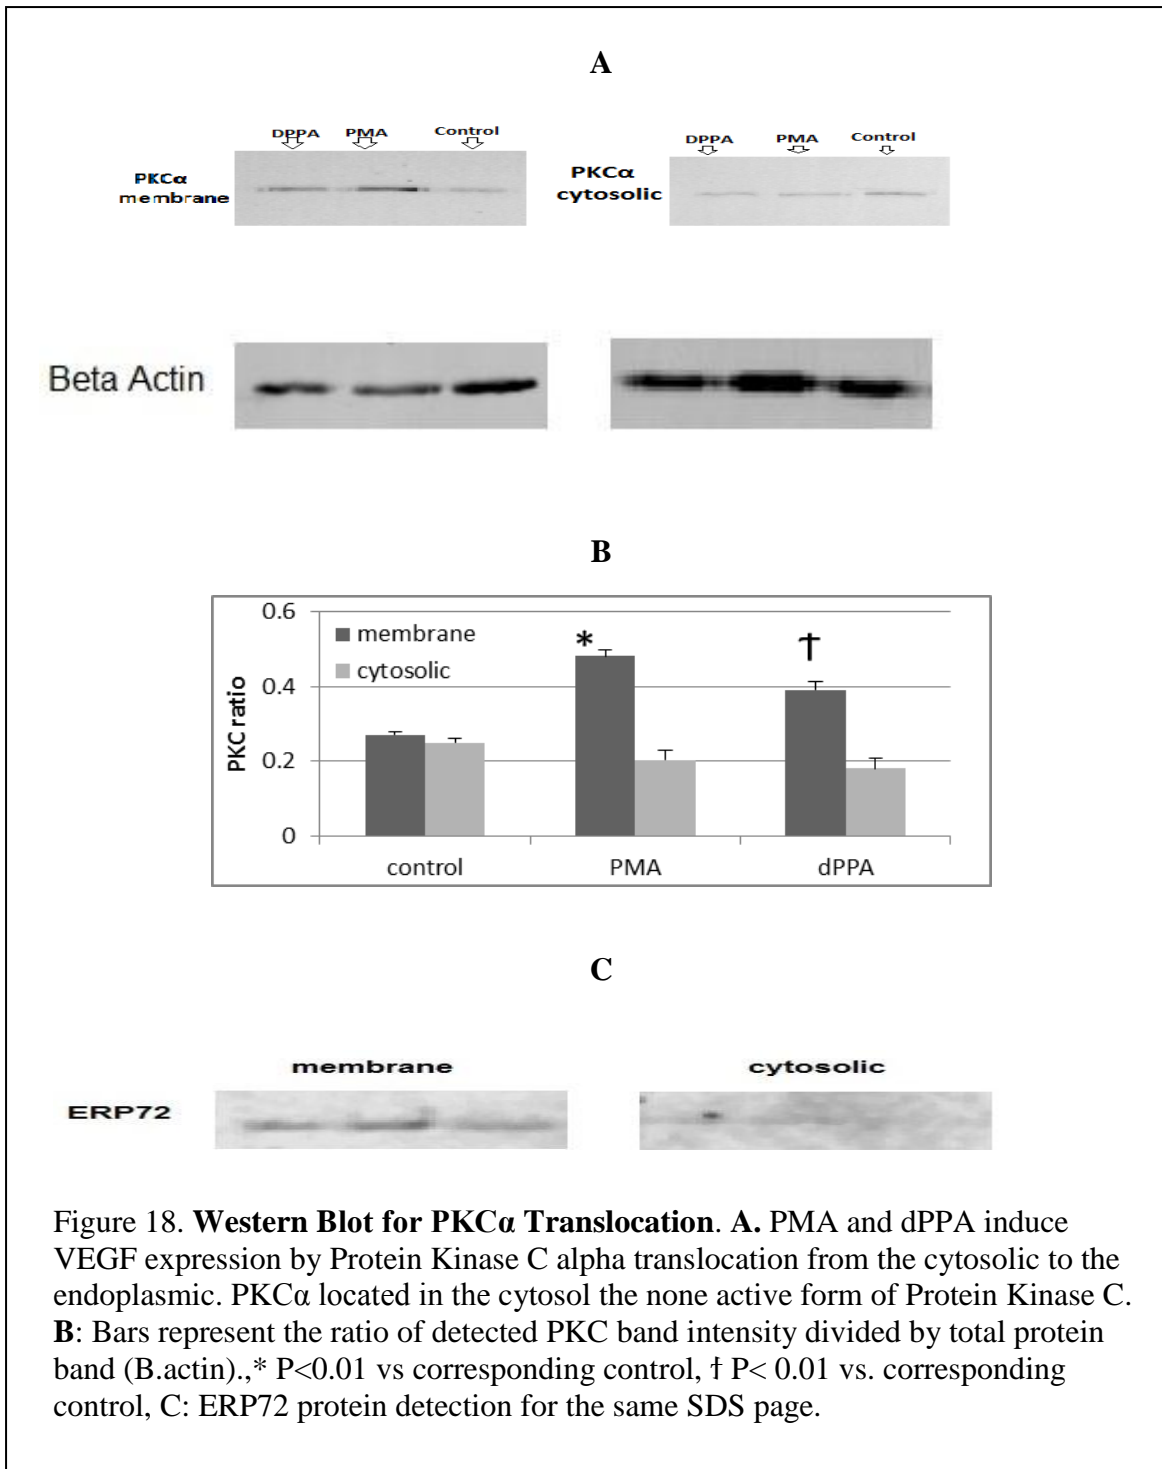 A
DPPA PMA Control
PKCα
membrane
DPPA PMA Control
PKCα
cytosolic
Beta Actin
B
0.6
0.4
0.2
0
PKC ratio
membrane
cytosolic
*
†
control PMA dPPA
C
membrane cytosolic
ERP72
Figure 18. Western Blot for PKCα Translocation. A. PMA and dPPA induce
VEGF expression by Protein Kinase C alpha translocation from the cytosolic to the
endoplasmic. PKCα located in the cytosol the none active form of Protein Kinase C.
B: Bars represent the ratio of detected PKC band intensity divided by total protein
band (B.actin).,* P<0.01 vs corresponding control, † P< 0.01 vs. corresponding
control, C: ERP72 protein detection for the same SDS page.